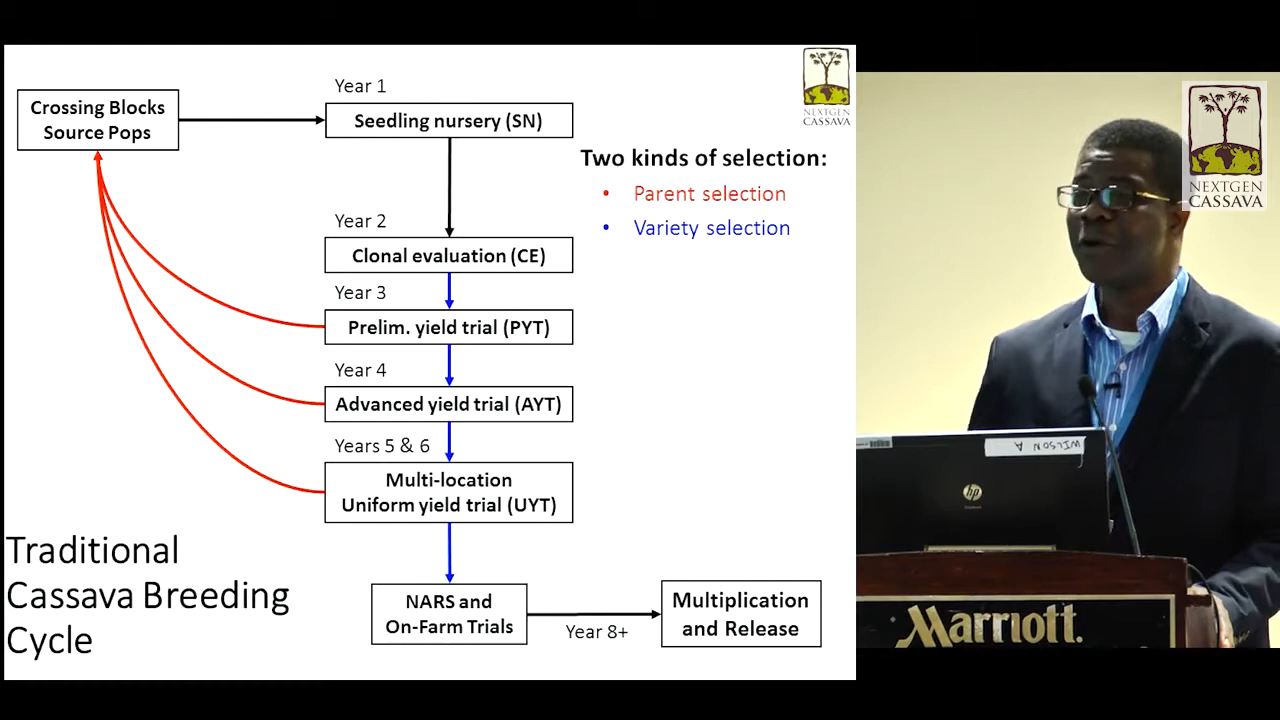 Year 1
Crossing Blocks
Source Pops
Seedling nursery (SN)
NEXTGEN
CASSAVA
Two kinds of selection:
• Parent selection
• Variety selection
Year 2
Clonal evaluation (CE)
Year 3
Prelim. yield trial (PYT)
Year 4
Advanced yield trial (AYT)
Years 5 & 6
Multi-location
Uniform yield trial (UYT)
Traditional
Cassava Breeding
Cycle
NARS and
On-Farm Trials
Year 8+
Multiplication
and Release
NEXTGEN
CASSAVA
WILSON A
hp
Marriott